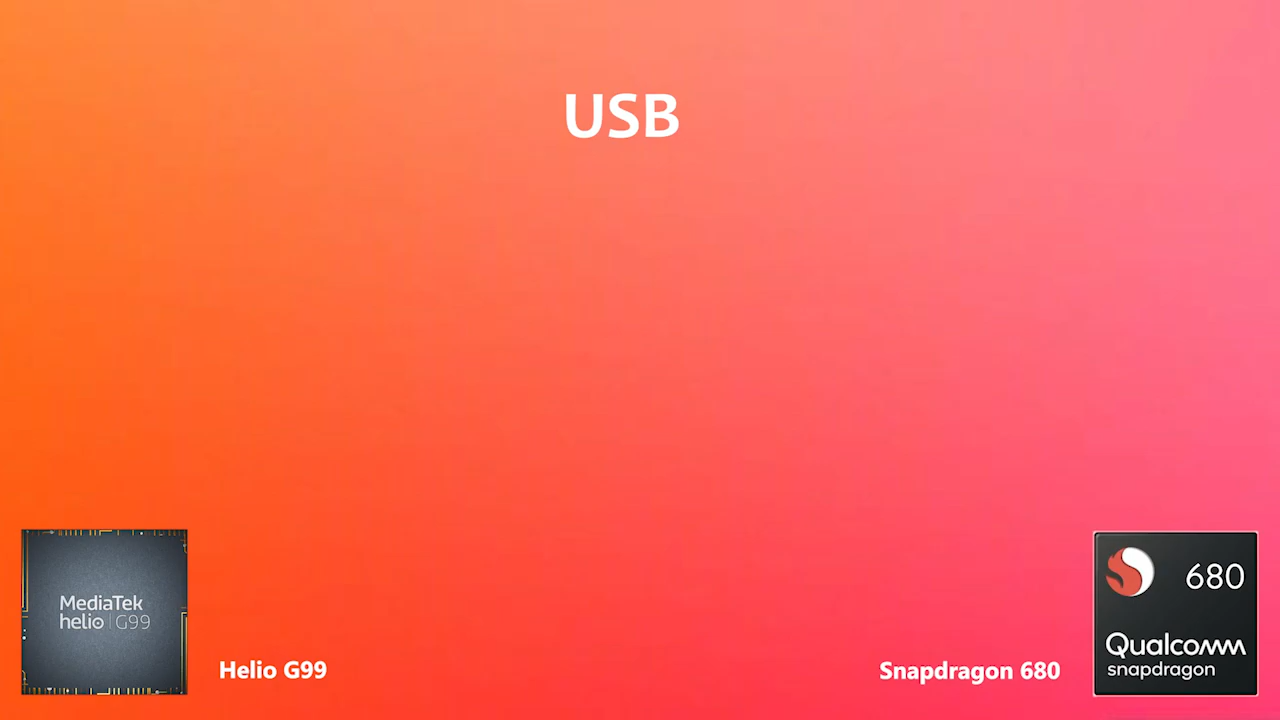 USB
MediaTek
helio G99
Helio G99
Snapdragon 680
680
Qualcomm
snapdragon